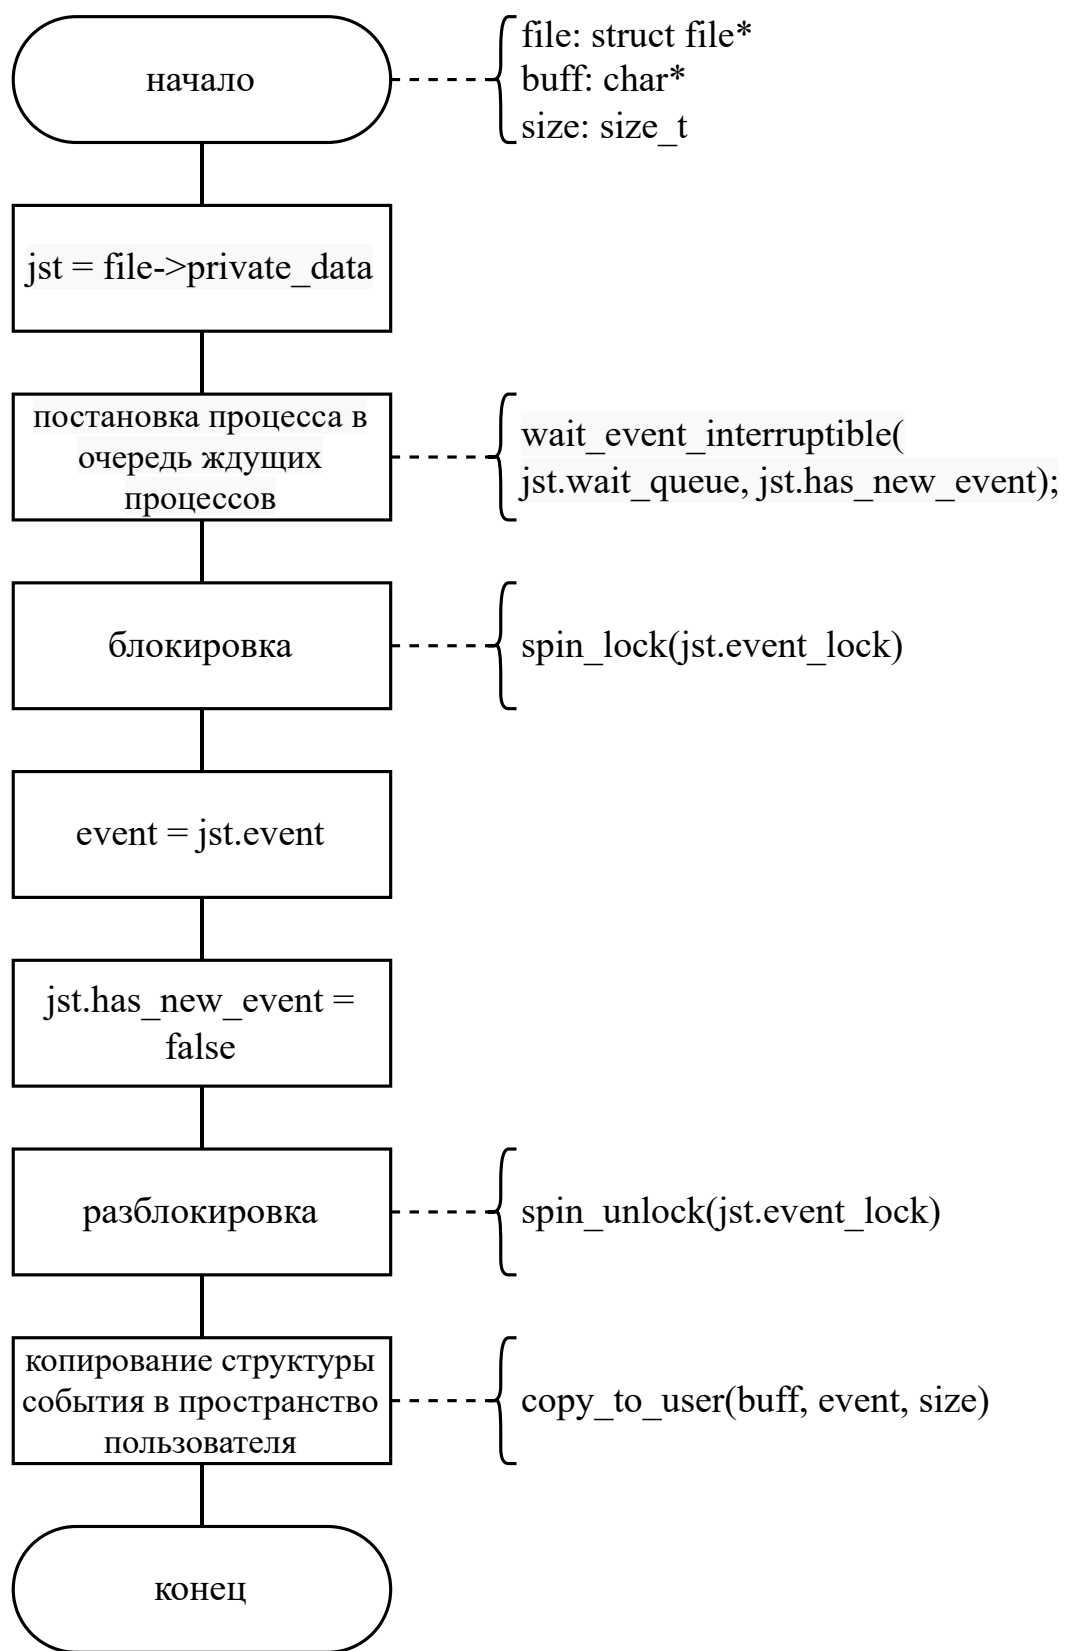 начало
file: struct file*
buff: char*
size: size_t
jst = file->private_data
постановка процесса в
очередь ждущих
процессов
wait_event_interruptible(
jst.wait_queue, jst.has_new_event);
блокировка
spin_lock(jst.event_lock)
event = jst.event
jst.has_new_event =
false
разблокировка
spin_unlock(jst.event_lock)
копирование структуры
события в пространство
пользователя
copy_to_user(buff, event, size)
конец